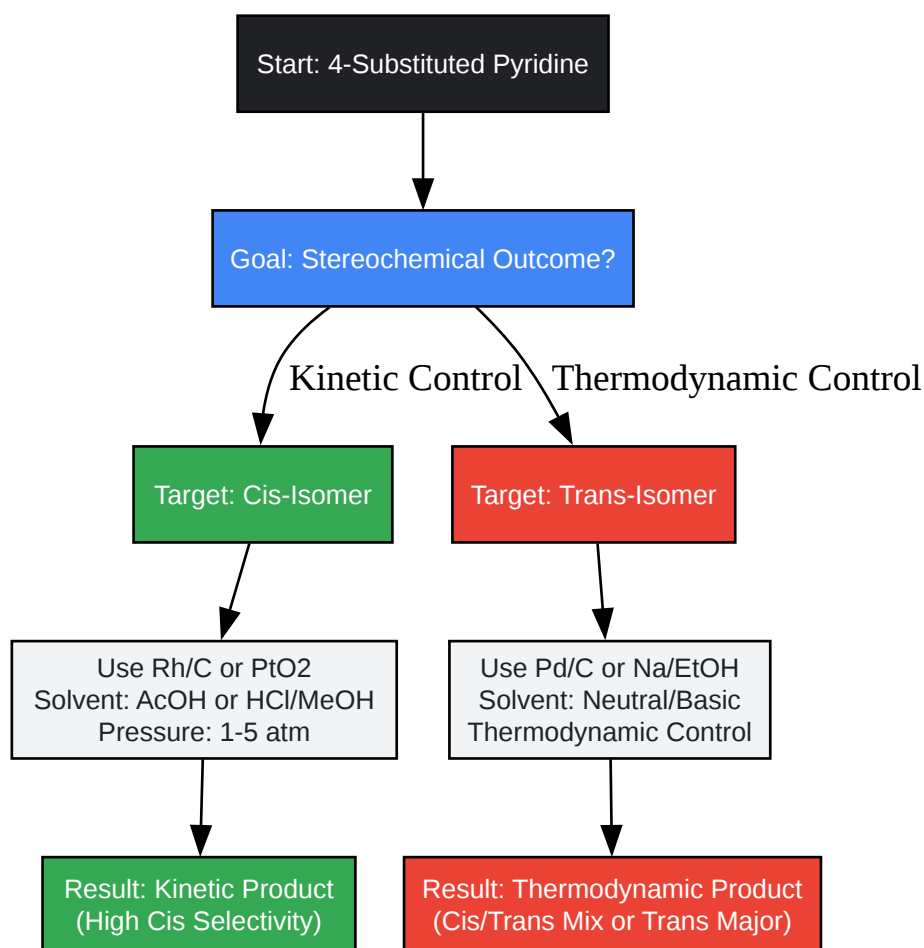 Start: 4-Substituted Pyridine
Goal: Stereochemical Outcome?
Kinetic Control
Thermodynamic Control
Target: Cis-Isomer
Target: Trans-Isomer
Use Rh/C or PtO2
Solvent: AcOH or HCl/MeOH
Pressure: 1-5 atm
Use Pd/C or Na/EtOH
Solvent: Neutral/Basic
Thermodynamic Control
Result: Kinetic Product
(High Cis Selectivity)
Result: Thermodynamic Product
(Cis/Trans Mix or Trans Major)